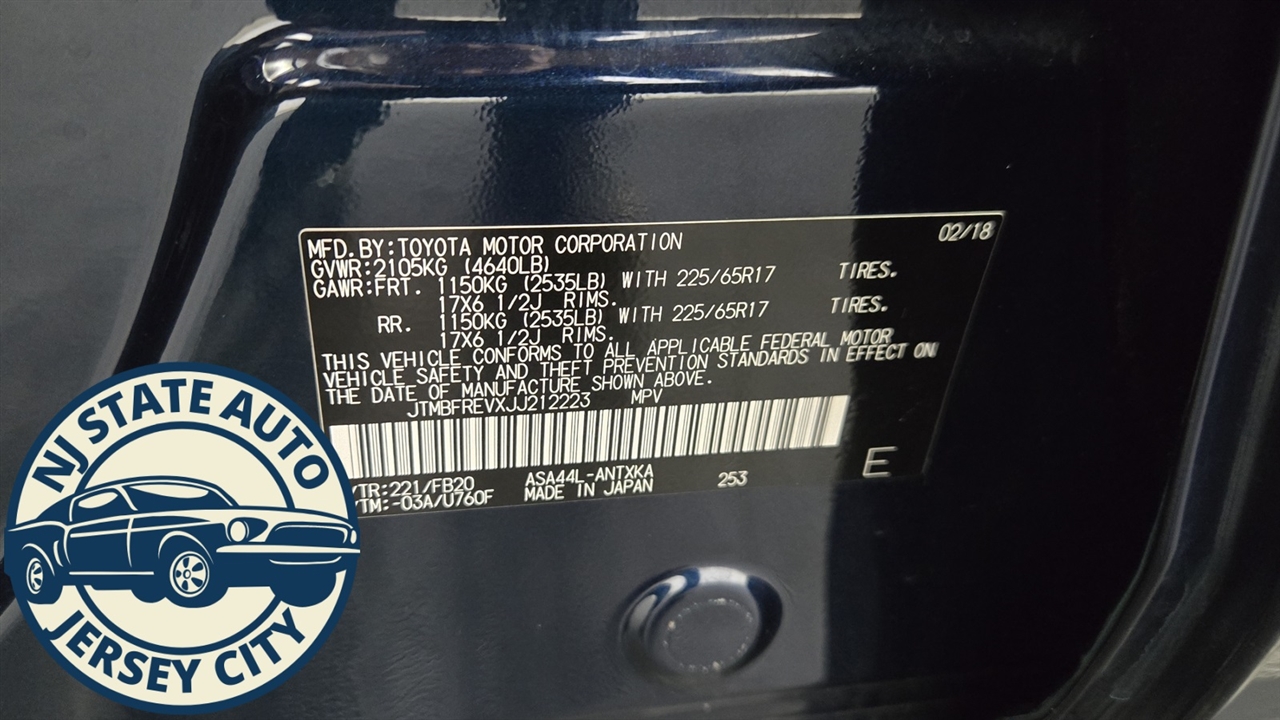 MFD.BY:TOYOTA MOTOR CORPORATION 02/18
GVWR:2105KG (4640LB)
GAWR:FRT. 1150KG (2535LB) WITH 225/65R17 TIRES.
17X6 1/2J RIMS.
RR. 1150KG (2535LB) WITH 225/65R17 TIRES.
17X6 1/2J RIMS.
THIS VEHICLE CONFORMS TO ALL APPLICABLE FEDERAL MOTOR
VEHICLE SAFETY AND THEFT PREVENTION STANDARDS IN EFFECT ON
THE DATE OF MANUFACTURE SHOWN ABOVE.
JTMBFREVXJJ212223 MPV
/TR:221/FB20 ASA44L-ANTXKA 253 E
/TM:-03A/U760F MADE IN JAPAN
NJ STATE AUTO
JERSEY CITY